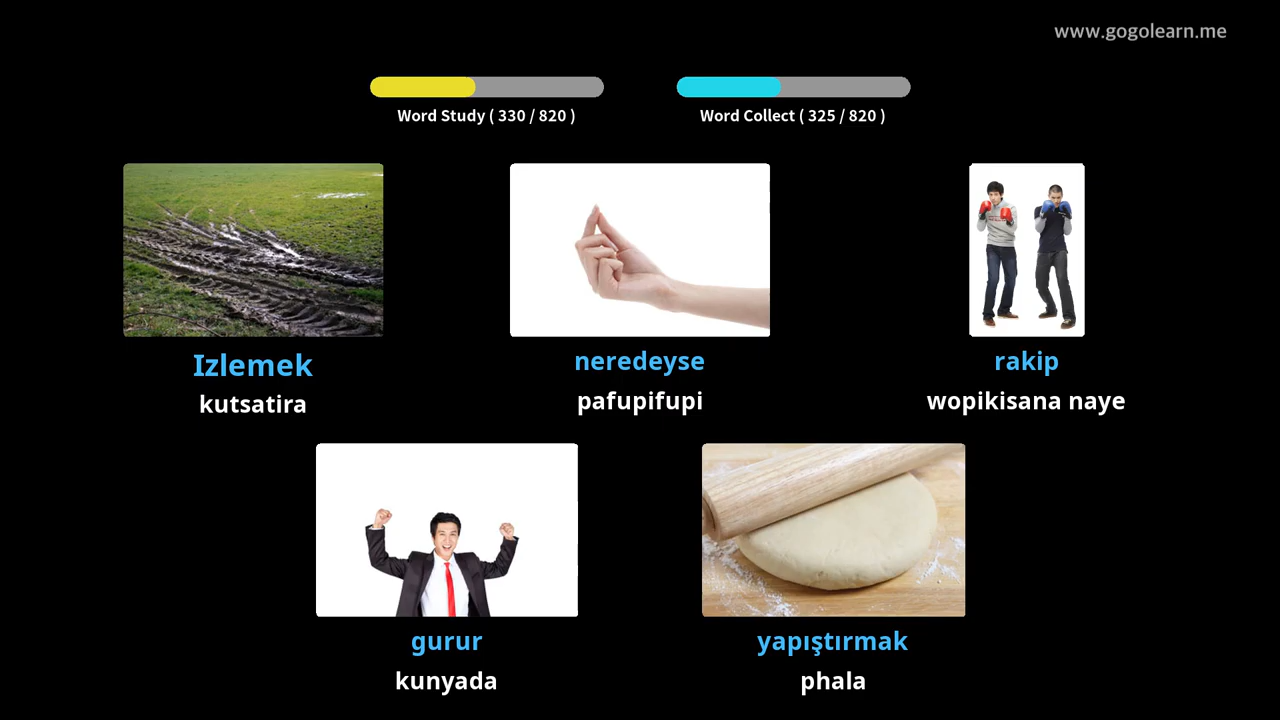 www.gogolearn.me
Word Study ( 330 / 820 )
Word Collect ( 325 / 820 )
Izlemek
kutsatira
neredeyse
pafupifupi
rakip
wopikisana naye
gurur
kunyada
yapıştırmak
phala